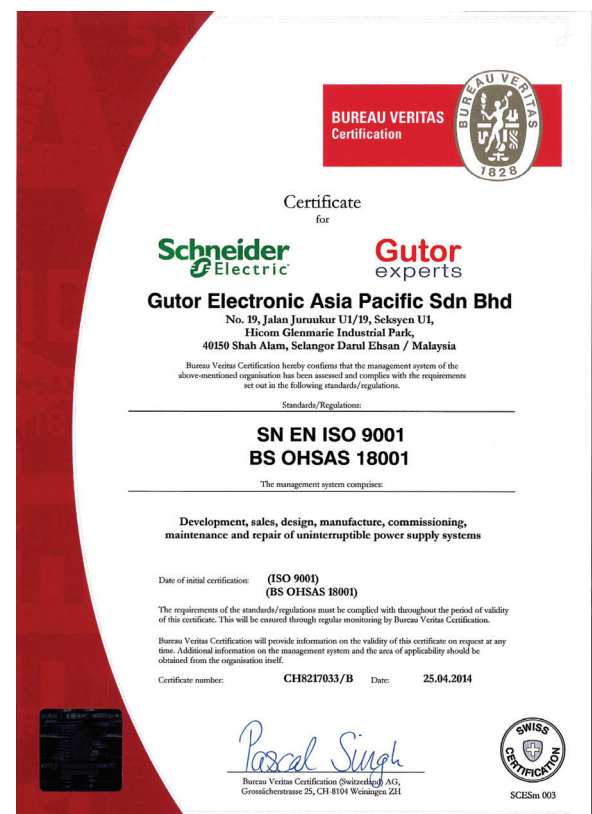 BUREAU VERITAS
Certification
BUREAU VERITAS
1828
Certificate
for
Schneider
Electric
Gutor
experts
Gutor Electronic Asia Pacific Sdn Bhd
No. 19, Jalan Juruukur U1/19, Seksyen U1,
Hicom Glenmarie Industrial Park,
40150 Shah Alam, Selangor Darul Ehsan / Malaysia
Bureau Veritas Certification hereby confirms that the management system of the
above-mentioned organisation has been assessed and complies with the requirements
set out in the following standards/regulations.
Standards/Regulations:
SN EN ISO 9001
BS OHSAS 18001
The management system comprises:
Development, sales, design, manufacture, commissioning,
maintenance and repair of uninterruptible power supply systems
Date of initial certification: (ISO 9001)
(BS OHSAS 18001)
The requirements of the standards/regulations must be complied with throughout the period of validity
of this certificate. This will be ensured through regular monitoring by Bureau Veritas Certification.
Bureau Veritas Certification will provide information on the validity of this certificate on request at any
time. Additional information on the management system and the area of applicability should be
obtained from the organisation itself.
Certificate number: CH8217033/B Date: 25.04.2014
Pascal Singh
Bureau Veritas Certification (Switzerland) AG,
Grossächerstrasse 25, CH-8104 Weiningen ZH
SWISS
CERTIFICATION
SCESm 003